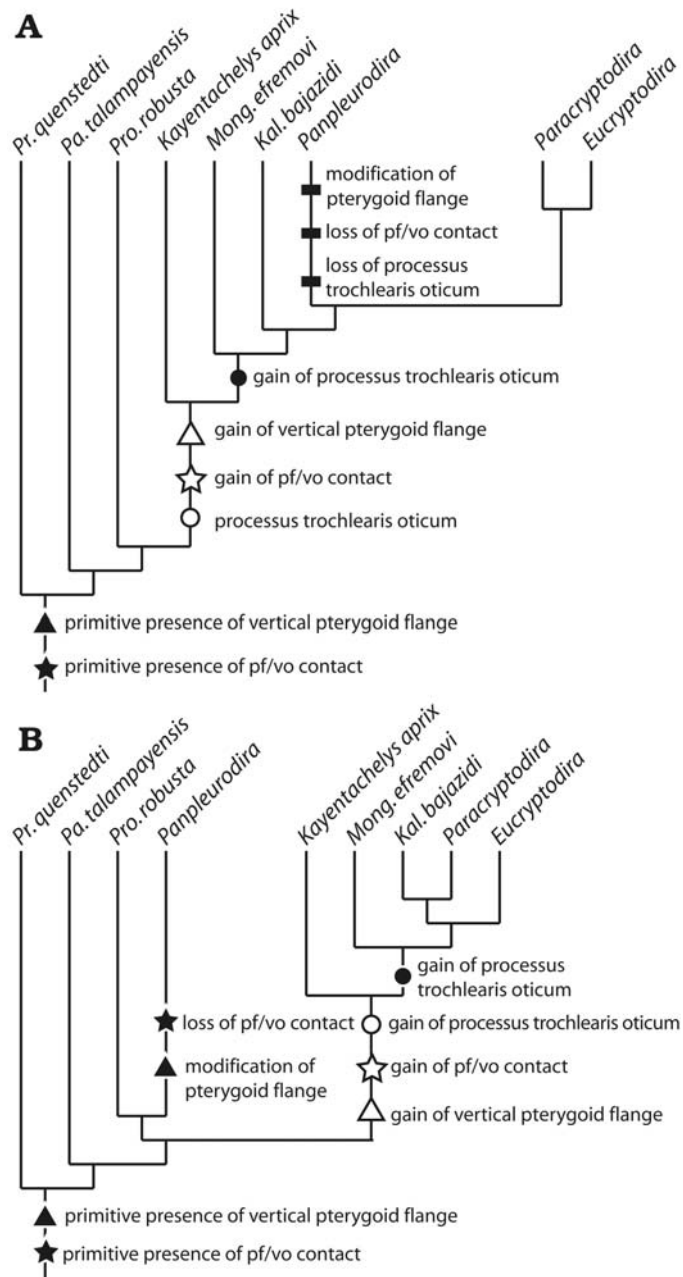 A
Pr. quenstedti
Pa. talampayensis
Pro. robusta
Kayentachelys aprix
Mong. efremovi
Kal. bajazidi
Panpleurodira
Paracryptodira
Eucryptodira
modification of
pterygoid flange
loss of pf/vo contact
loss of processus
trochlearis oticum
gain of processus trochlearis oticum
gain of vertical pterygoid flange
gain of pf/vo contact
processus trochlearis oticum
primitive presence of vertical pterygoid flange
primitive presence of pf/vo contact
B
Pr. quenstedti
Pa. talampayensis
Pro. robusta
Panpleurodira
Kayentachelys aprix
Mong. efremovi
Kal. bajazidi
Paracryptodira
Eucryptodira
gain of processus
trochlearis oticum
loss of pf/vo contact
gain of processus trochlearis oticum
modification of
pterygoid flange
gain of pf/vo contact
gain of vertical pterygoid flange
primitive presence of vertical pterygoid flange
primitive presence of pf/vo contact